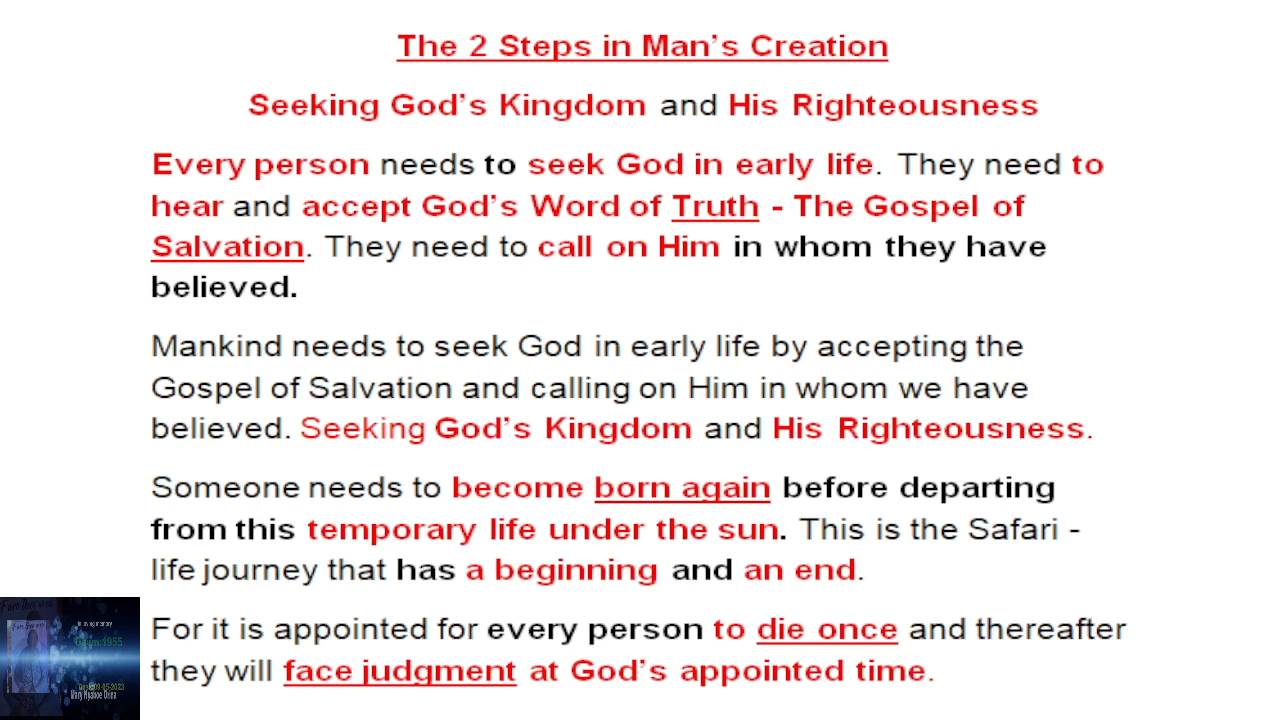 The 2 Steps in Man's Creation
Seeking God's Kingdom and His Righteousness
Every person needs to seek God in early life. They need to
hear and accept God's Word of Truth - The Gospel of
Salvation. They need to call on Him in whom they have
believed.
Mankind needs to seek God in early life by accepting the
Gospel of Salvation and calling on Him in whom we have
believed. Seeking God's Kingdom and His Righteousness.
Someone needs to become born again before departing
from this temporary life under the sun. This is the Safari -
life journey that has a beginning and an end.
For it is appointed for every person to die once and thereafter
they will face judgment at God's appointed time.
In loving memory
1955